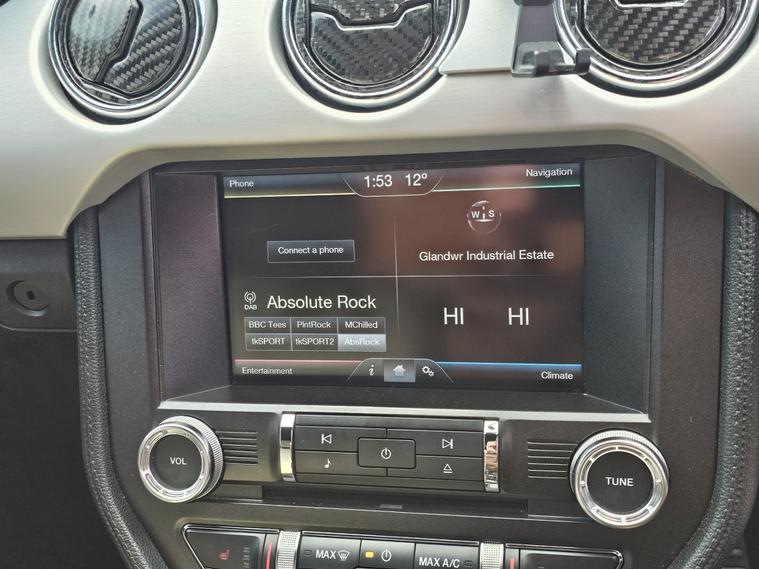 Phone
1:53 12°
Navigation
W S
Connect a phone
Glandwr Industrial Estate
DAB
Absolute Rock
HI HI
BBC Tees PlntRock MChilled
tkSPORT tkSPORT2 AbsRock
Entertainment
i
Climate
VOL
TUNE
MAX
MAX A/C